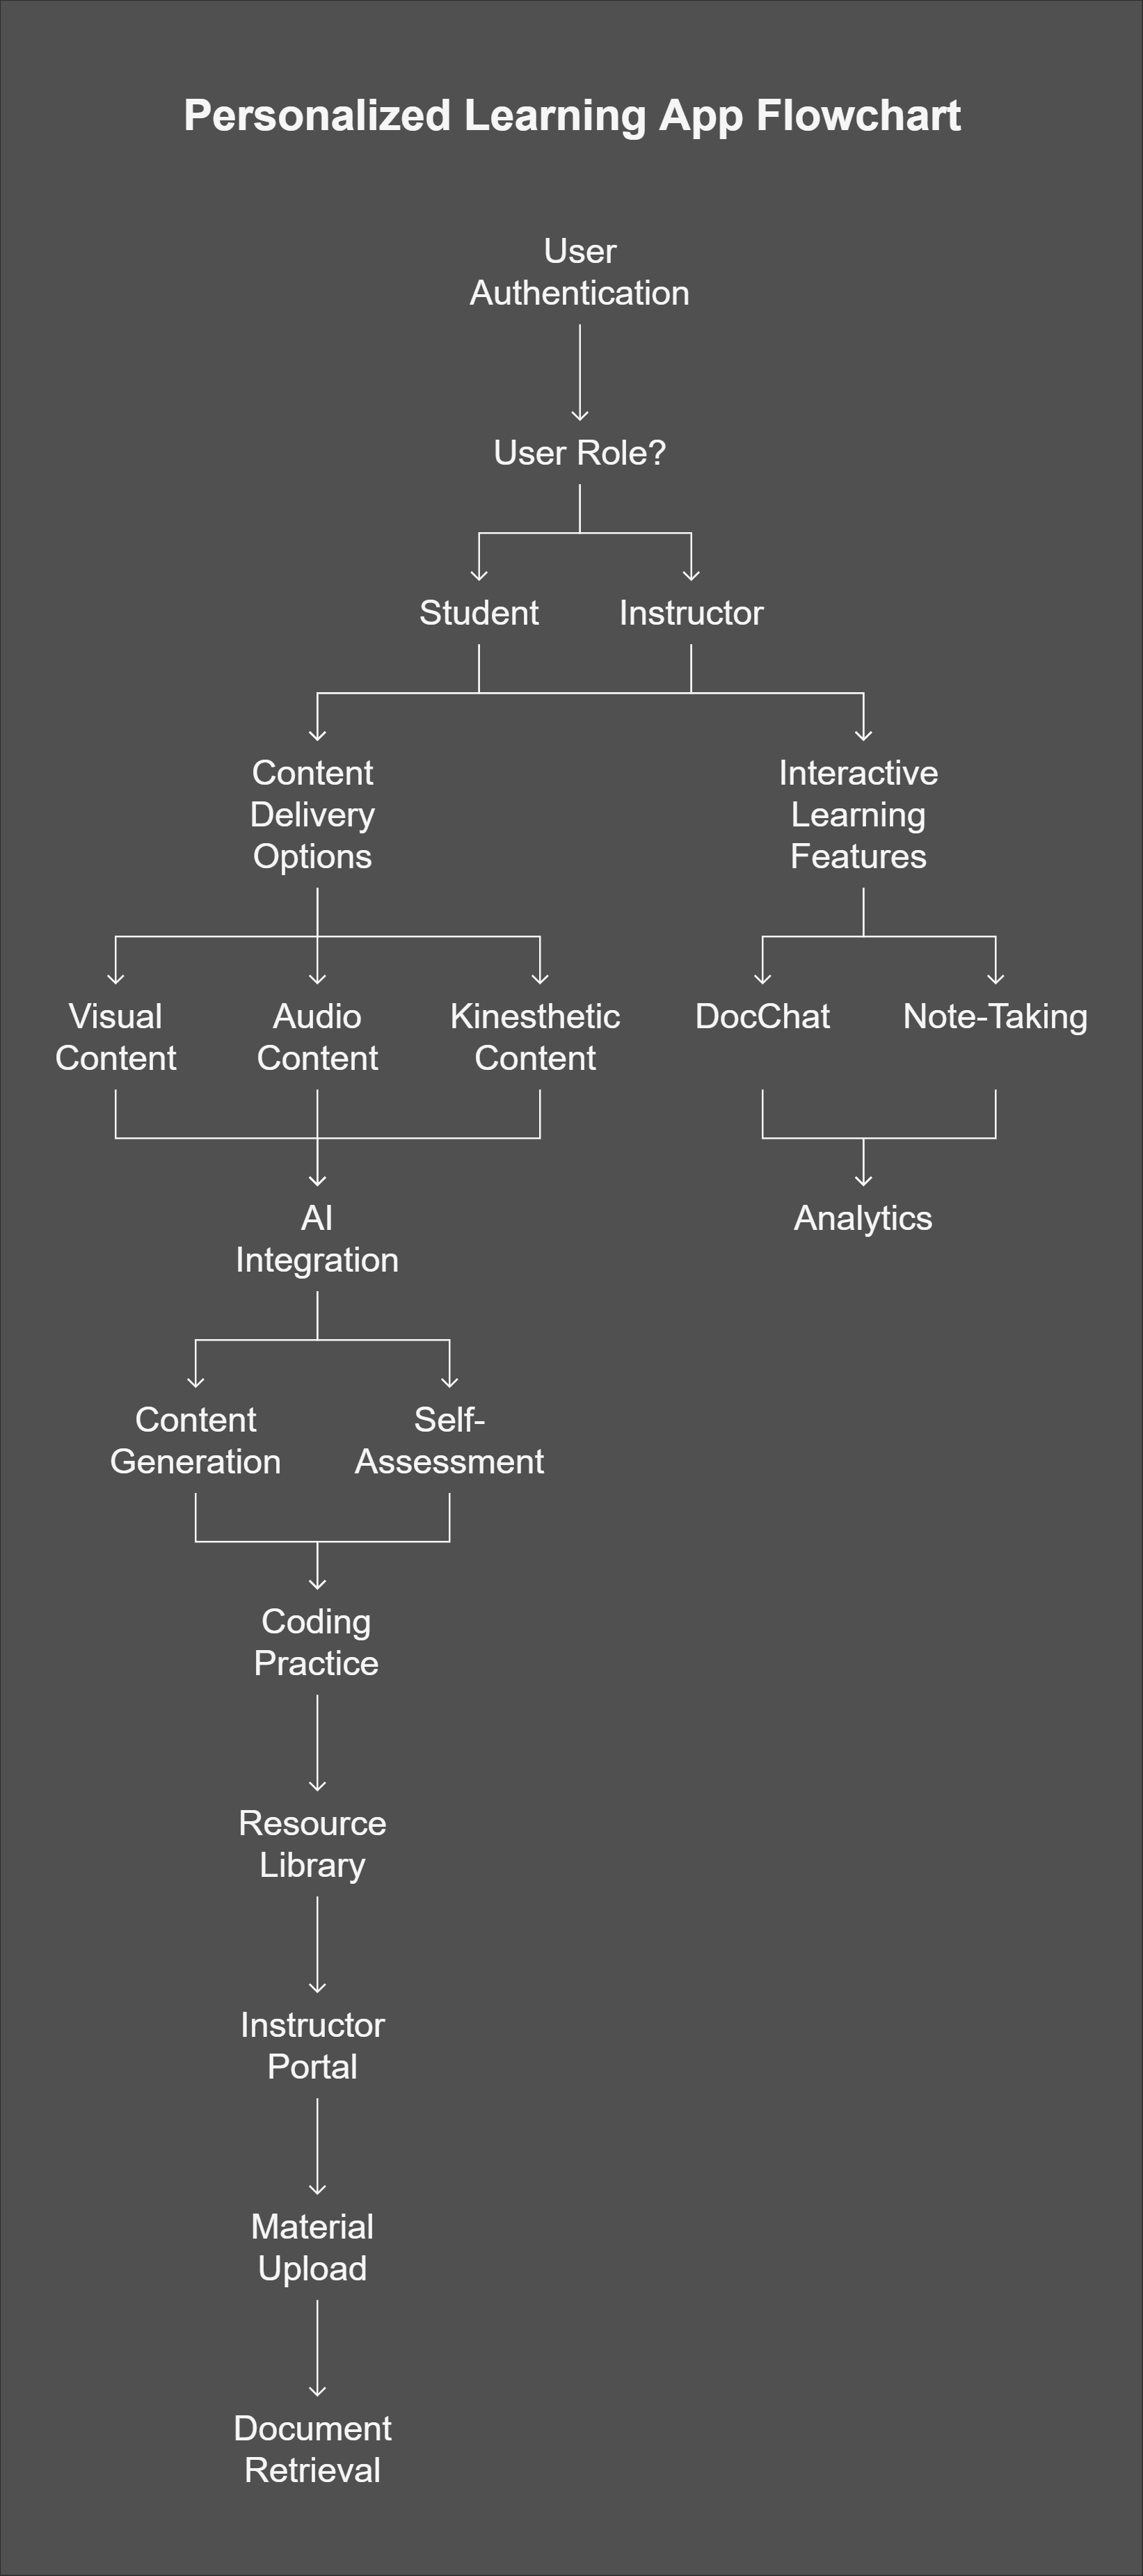 Personalized Learning App Flowchart
User
Authentication
User Role?
Student
Instructor
Content
Delivery
Options
Interactive
Learning
Features
Visual
Content
Audio
Content
Kinesthetic
Content
DocChat
Note-Taking
AI
Integration
Analytics
Content
Generation
Self-
Assessment
Coding
Practice
Resource
Library
Instructor
Portal
Material
Upload
Document
Retrieval